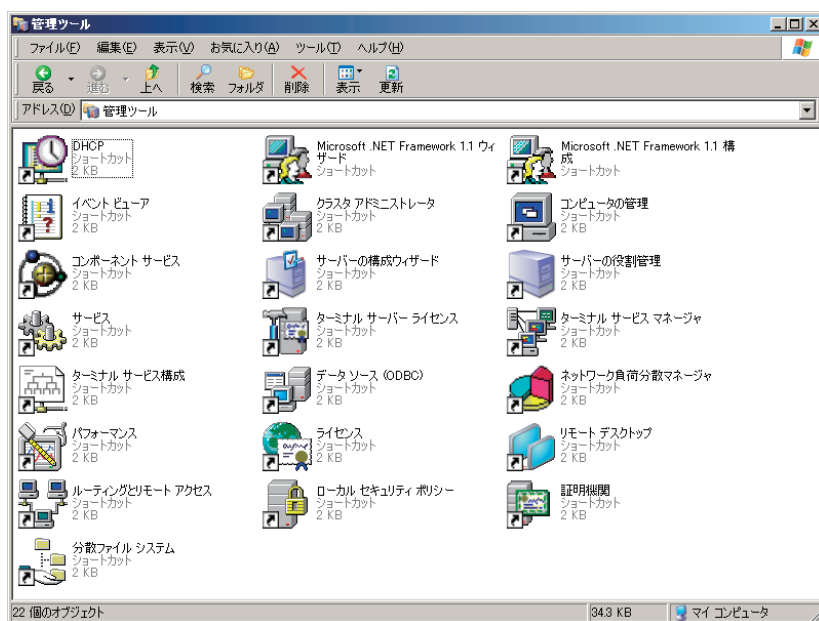 管理ツール
ファイル(F) 編集(E) 表示(V) お気に入り(A) ツール(T) ヘルプ(H)
戻る 進む 上へ 検索 フォルダ 削除 表示 更新
アドレス(D) 管理ツール
DHCP
ショートカット
2 KB
Microsoft .NET Framework 1.1 ウィ
ザード
ショートカット
Microsoft .NET Framework 1.1 構
成
ショートカット
イベント ビューア
ショートカット
2 KB
クラスタ アドミニストレータ
ショートカット
2 KB
コンピュータの管理
ショートカット
2 KB
コンポーネント サービス
ショートカット
2 KB
サーバーの構成ウィザード
ショートカット
2 KB
サーバーの役割管理
ショートカット
2 KB
サービス
ショートカット
2 KB
ターミナル サーバー ライセンス
ショートカット
2 KB
ターミナル サービス マネージャ
ショートカット
2 KB
ターミナル サービス構成
ショートカット
2 KB
データ ソース (ODBC)
ショートカット
2 KB
ネットワーク負荷分散マネージャ
ショートカット
2 KB
パフォーマンス
ショートカット
2 KB
ライセンス
ショートカット
2 KB
リモート デスクトップ
ショートカット
2 KB
ルーティングとリモート アクセス
ショートカット
2 KB
ローカル セキュリティ ポリシー
ショートカット
2 KB
証明機関
ショートカット
2 KB
分散ファイル システム
ショートカット
2 KB
22 個のオブジェクト 34.3 KB マイ コンピュータ